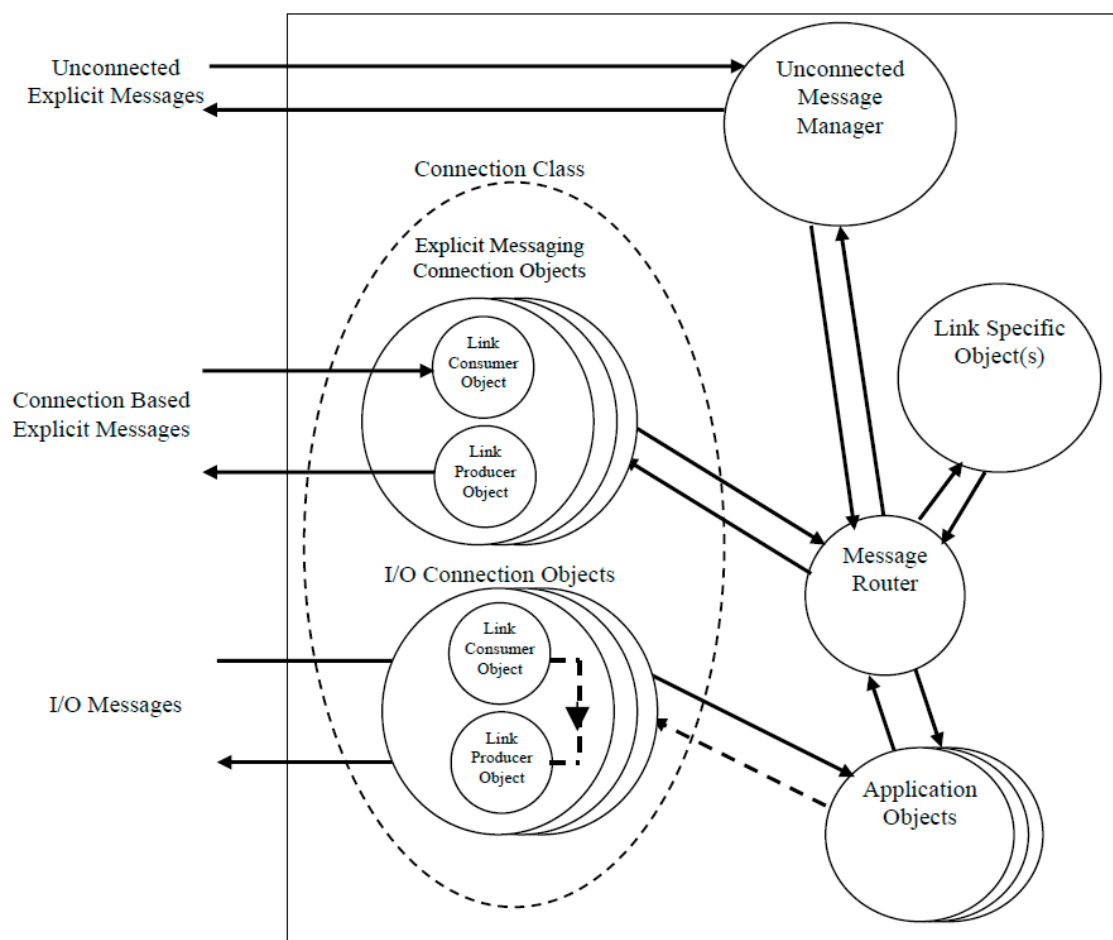 Unconnected
Explicit Messages
Unconnected
Message
Manager
Connection Class
Explicit Messaging
Connection Objects
Link
Consumer
Object
Link
Producer
Object
Connection Based
Explicit Messages
Link Specific
Object(s)
Message
Router
I/O Connection Objects
Link
Consumer
Object
Link
Producer
Object
I/O Messages
Application
Objects